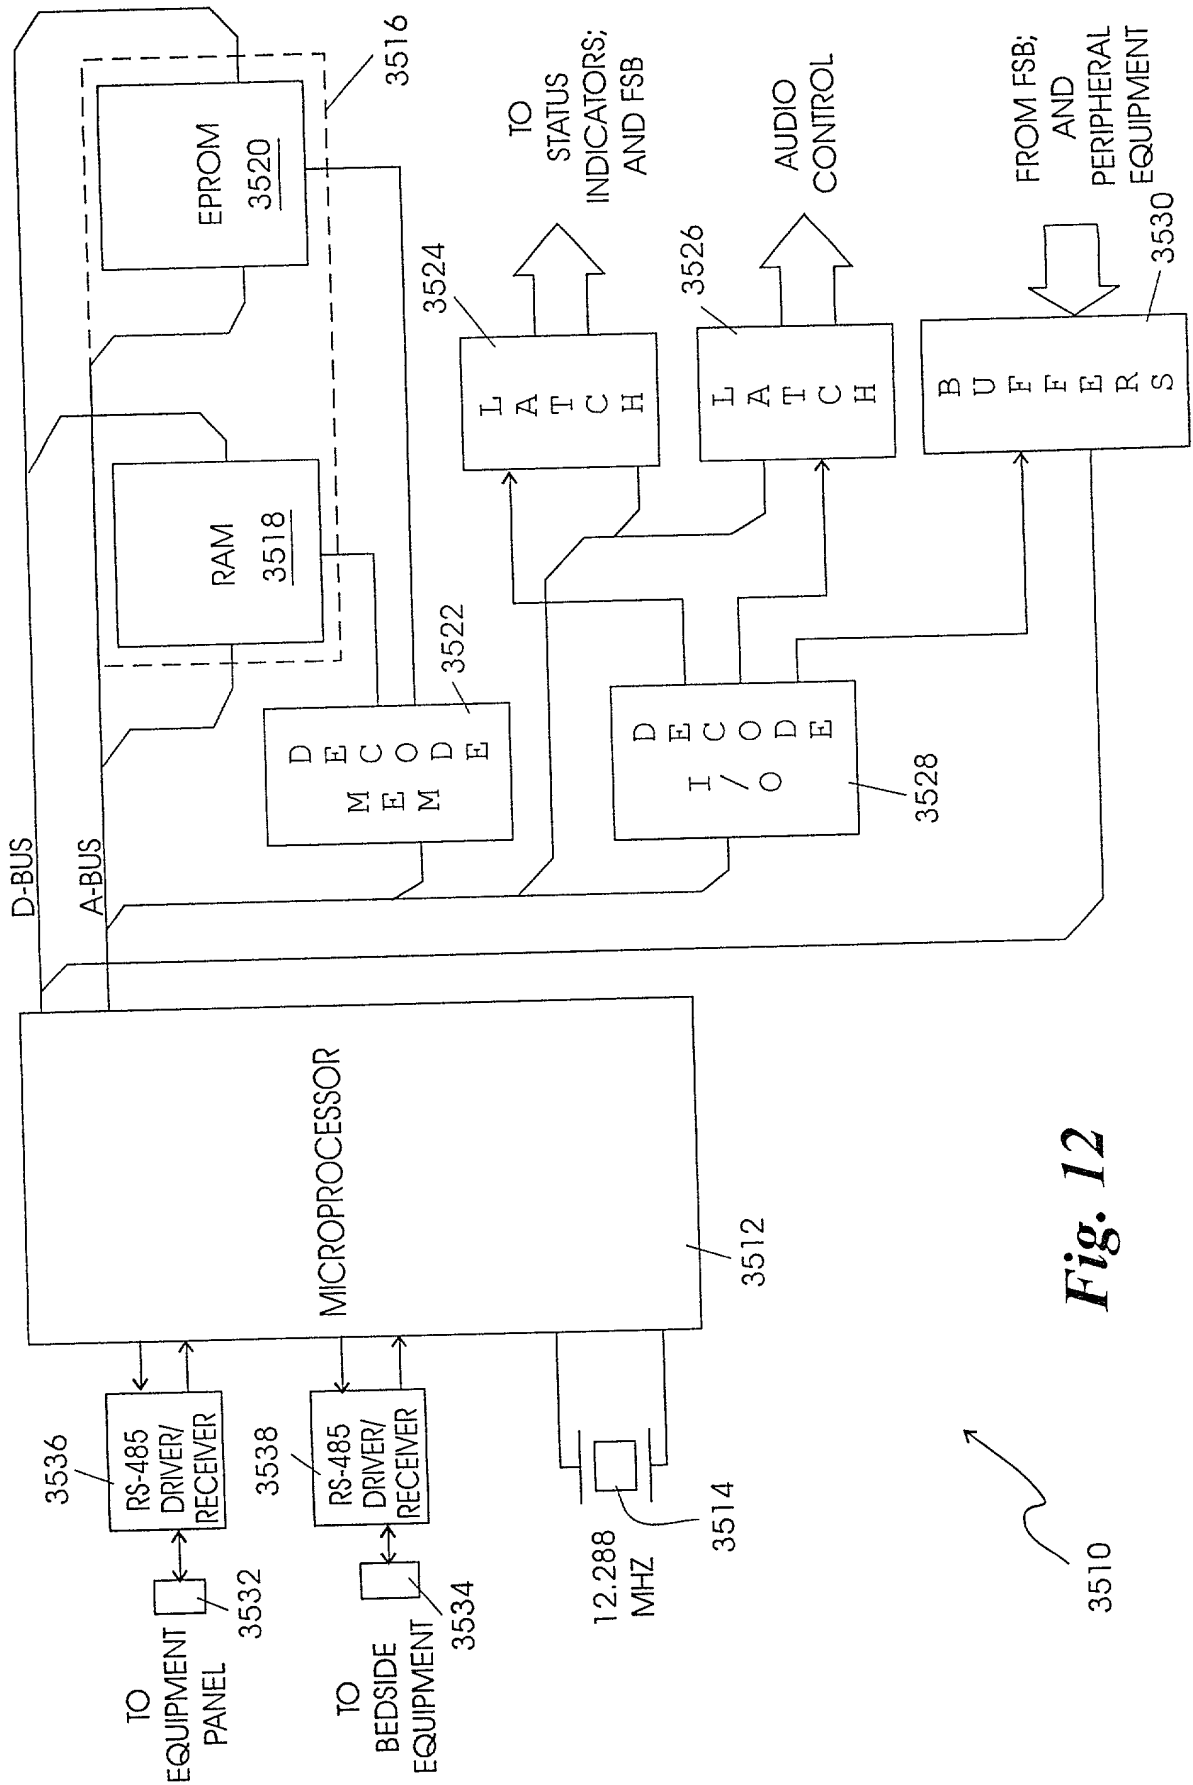 D-BUS
A-BUS
EPROM
3520
3516
RAM
3518
TO
STATUS
INDICATORS;
AND FSB
3524
LATCH
AUDIO
CONTROL
3526
LATCH
FROM FSB;
AND
PERIPHERAL
EQUIPMENT
3530
BUFFERS
3522
DECODE
MEM
DECODE
I/O
3528
MICROPROCESSOR
3512
3536
RS-485
DRIVER/
RECEIVER
3538
RS-485
DRIVER/
RECEIVER
3514
12.288
MHZ
3532
TO
EQUIPMENT
PANEL
3534
TO
BEDSIDE
EQUIPMENT
3510
Fig. 12